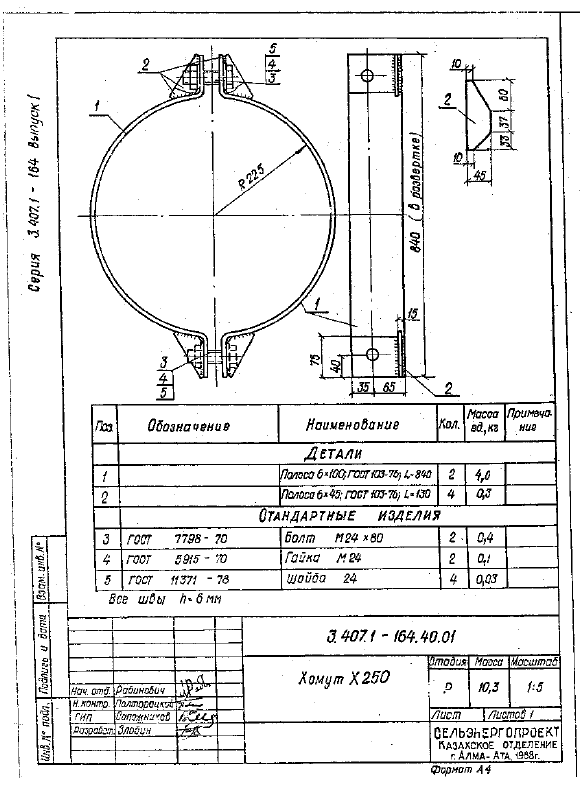 Серия 3.407.1-164 выпуск 1
2
5
4
3
1
R 225
840 (в развертке)
10
2
60
37
33
10
45
1
15
3
4
5
75
40
35
65
2
Поз. Обозначение Наименование Кол. Масса ед., кг Примеча-ние
Детали
1 Полоса 6×100; ГОСТ 103-76; L=840 2 4,0
2 Полоса 6×45; ГОСТ 103-76; L=130 4 0,3
Стандартные изделия
3 ГОСТ 7798-70 Болт М24×80 2 0,4
4 ГОСТ 5915-70 Гайка М24 2 0,1
5 ГОСТ 11371-78 Шайба 24 4 0,03
Все швы h=6мм
3.407.1-164.40.01
Хомут Х250
Стадия Масса Масштаб
Р 10,3 1:5
Лист Листов 1
Нач. отд. Рабинович
Н. контр. Полторацкий
ГИП Сапожников
Разработ. Злобин
СЕЛЬЭНЕРГОПРОЕКТ
КАЗАХСКОЕ ОТДЕЛЕНИЕ
г. АЛМА-АТА, 1988г.
Формат А4
Взам. инв. №
Подпись и дата
Инв. № подл.